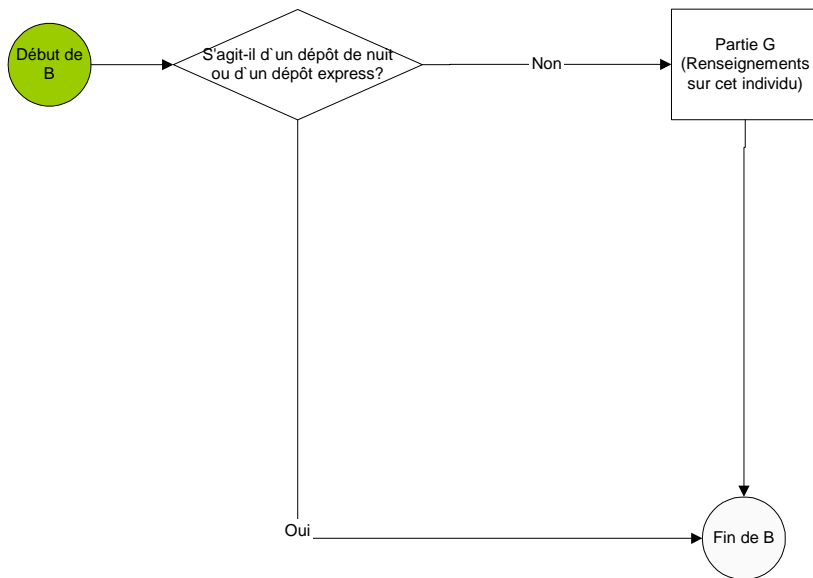 Début de
B
S'agit-il d`un dépôt de nuit
ou d`un dépôt express?
Non
Partie G
(Renseignements
sur cet individu)
Oui
Fin de B